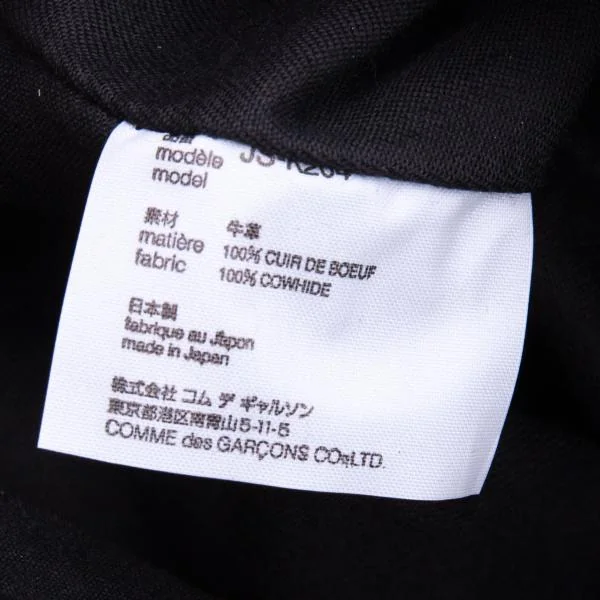 modèle JS-K204
model
素材 牛革
matière 100% CUIR DE BOEUF
fabric 100% COWHIDE
日本製
fabrique au Japon
made in Japan
株式会社 コム デ ギャルソン
東京都港区南青山5-11-5
COMME des GARÇONS CO.LTD.